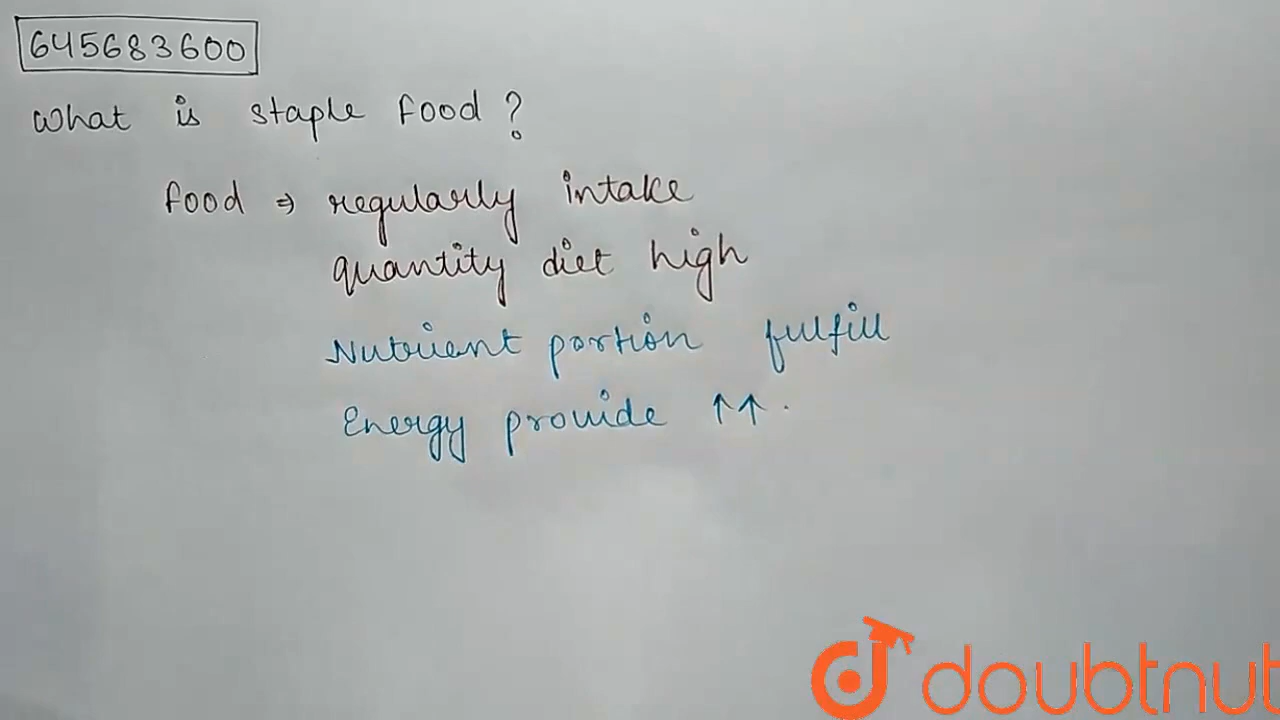 645683600
What is staple food?
food ⇒ regularly intake
quantity diet high
Nutrient portion fulfill
Energy provide ↑↑.
doubtnut